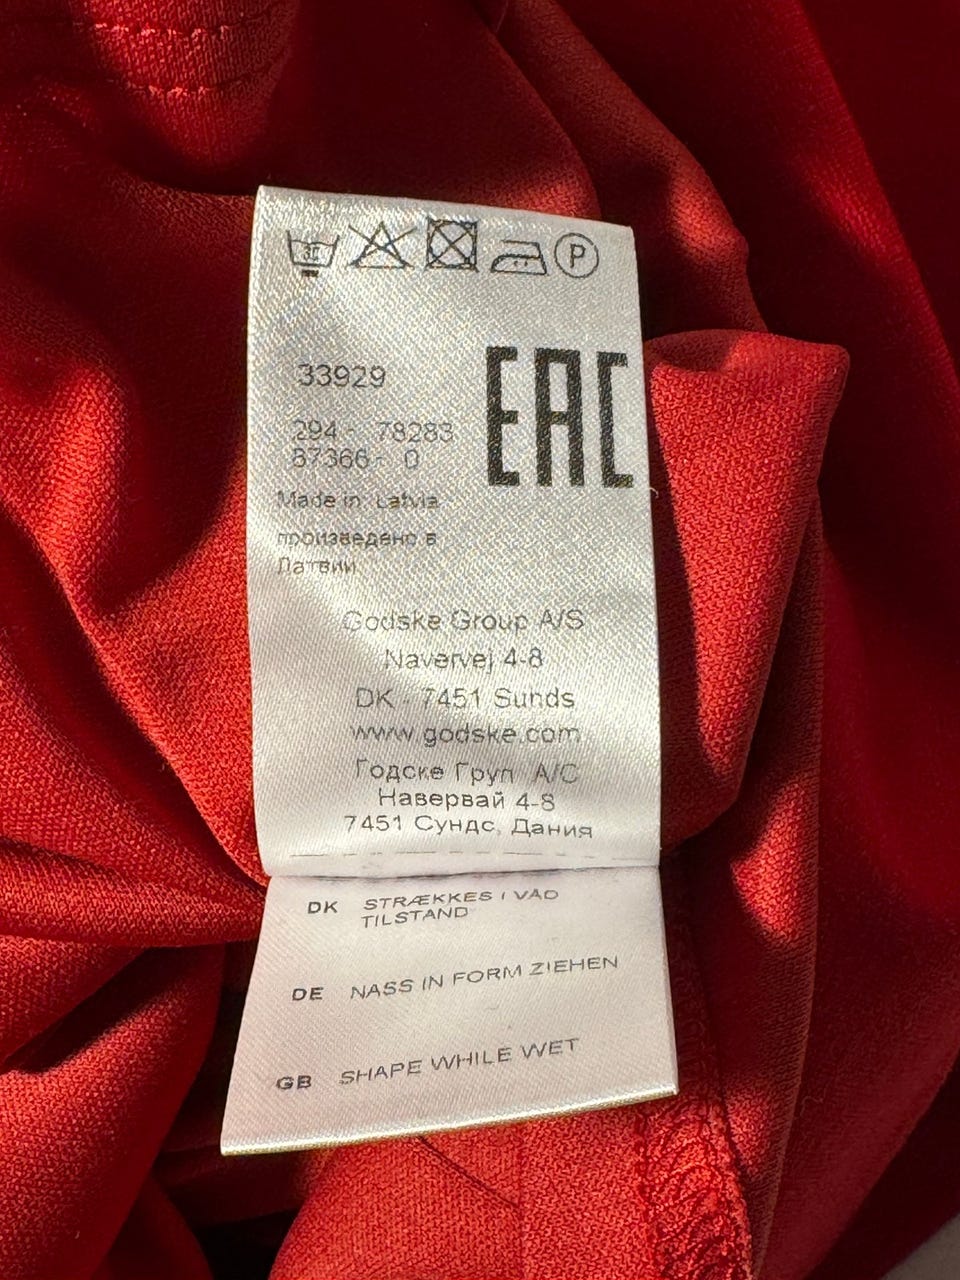 30
P
33929
EAC
294- 78283
87366- 0
Made in: Latvia
произведено в
Латвии
Godske Group A/S
Navervej 4-8
DK - 7451 Sunds
www.godske.com
Годске Груп А/С
Навервай 4-8
7451 Сундс, Дания
DK STRÆKKES I VÅD
TILSTAND
DE NASS IN FORM ZIEHEN
GB SHAPE WHILE WET